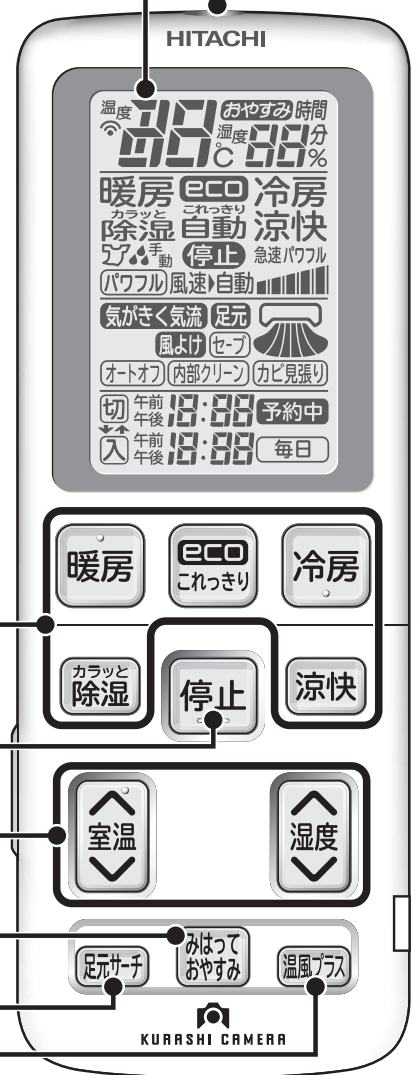 HITACHI
温度 88 おやすみ 時間
℃ 湿度 88 分 %
暖房 eco 冷房
カラッと これっきり
除湿 自動 涼快
手動 停止 急速パワフル
パワフル 風速 自動
気がきく気流 足元
風よけ セーブ
オートオフ 内部クリーン カビ見張り
切 午前 午後 18:88 予約中
入 午前 午後 18:88 毎日
暖房 eco これっきり 冷房
カラッと
除湿 停止 涼快
室温 湿度
足元サーチ みはって おやすみ 温風プラス
KURASHI CAMERA